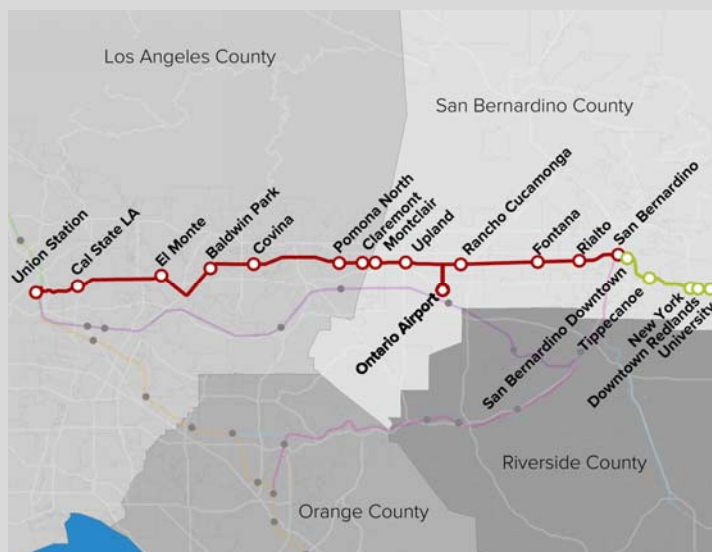 Los Angeles County
San Bernardino County
Union Station
Cal State LA
El Monte
Baldwin Park
Covina
Pomona North
Claremont
Montclair
Upland
Rancho Cucamonga
Fontana
Rialto
San Bernardino
Ontario Airport
San Bernardino Downtown
Tippecanoe
New York
Downtown Redlands
University
Riverside County
Orange County